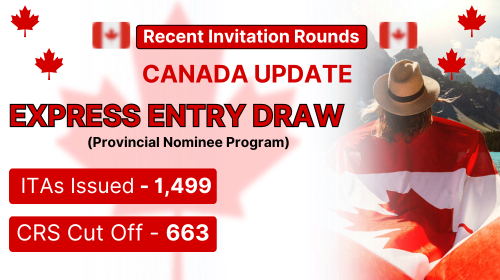 Recent Invitation Rounds
CANADA UPDATE
EXPRESS ENTRY DRAW
(Provincial Nominee Program)
ITAs Issued - 1,499
CRS Cut Off - 663